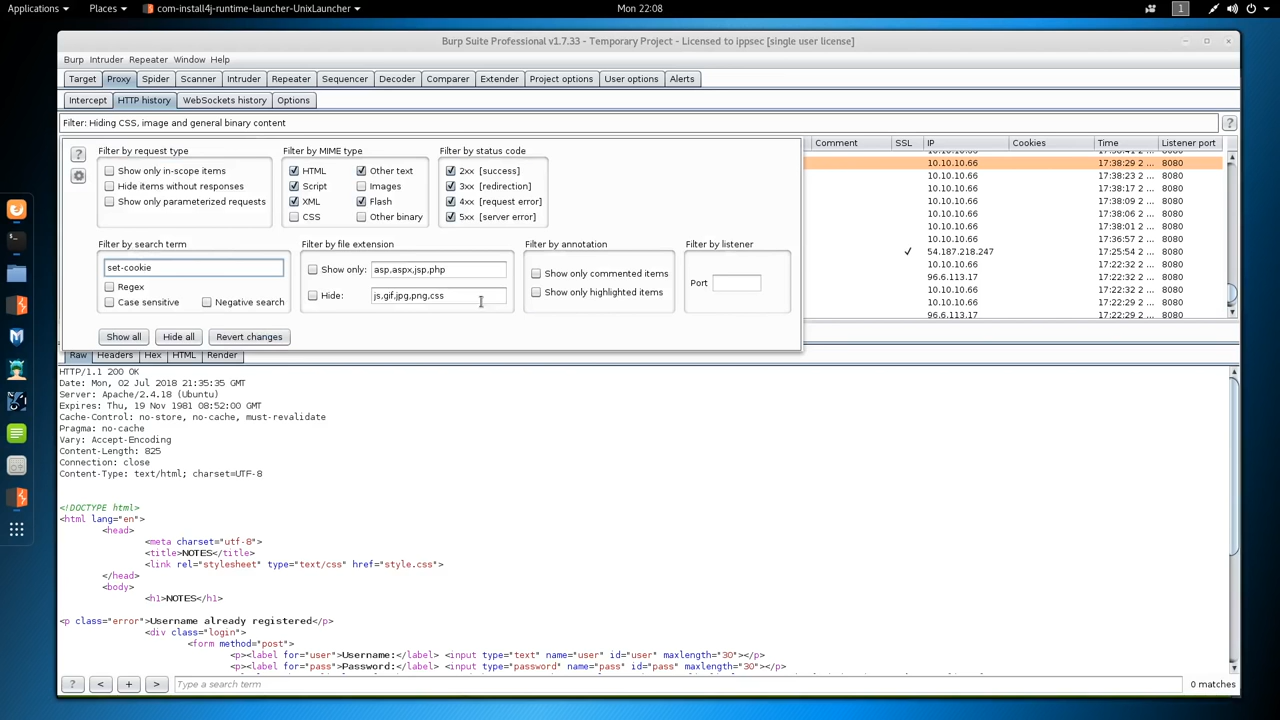 Applications Places com-install4j-runtime-launcher-UnixLauncher Mon 22:08 1
Burp Suite Professional v1.7.33 - Temporary Project - Licensed to ippsec [single user license]
Burp Intruder Repeater Window Help
Target Proxy Spider Scanner Intruder Repeater Sequencer Decoder Comparer Extender Project options User options Alerts
Intercept HTTP history WebSockets history Options
Filter: Hiding CSS, image and general binary content ?
Comment SSL IP Cookies Time Listener port
? Filter by request type Filter by MIME type Filter by status code
Show only in-scope items HTML Other text 2xx [success]
Hide items without responses Script Images 3xx [redirection]
Show only parameterized requests XML Flash 4xx [request error]
CSS Other binary 5xx [server error]
Filter by search term Filter by file extension Filter by annotation Filter by listener
set-cookie Show only: asp,aspx,jsp,php Show only commented items
Regex Port
Case sensitive Negative search Hide: js,gif,jpg,png,css Show only highlighted items
Show all Hide all Revert changes
10.10.10.66 17:38:41 2 ... 8080
10.10.10.66 17:38:29 2 ... 8080
10.10.10.66 17:38:23 2 ... 8080
10.10.10.66 17:38:17 2 ... 8080
10.10.10.66 17:38:09 2 ... 8080
10.10.10.66 17:38:06 2 ... 8080
10.10.10.66 17:38:01 2 ... 8080
10.10.10.66 17:36:57 2 ... 8080
54.187.218.247 17:25:54 2 ... 8080
10.10.10.66 17:22:32 2 ... 8080
96.6.113.17 17:22:29 2 ... 8080
10.10.10.66 17:22:30 2 ... 8080
10.10.10.66 17:22:29 2 ... 8080
96.6.113.17 17:22:29 2 ... 8080
Raw Headers Hex HTML Render
HTTP/1.1 200 OK
Date: Mon, 02 Jul 2018 21:35:35 GMT
Server: Apache/2.4.18 (Ubuntu)
Expires: Thu, 19 Nov 1981 08:52:00 GMT
Cache-Control: no-store, no-cache, must-revalidate
Pragma: no-cache
Vary: Accept-Encoding
Content-Length: 825
Connection: close
Content-Type: text/html; charset=UTF-8
<!DOCTYPE html>
<html lang="en">
<head>
<meta charset="utf-8">
<title>NOTES</title>
<link rel="stylesheet" type="text/css" href="style.css">
</head>
<body>
<h1>NOTES</h1>
<p class="error">Username already registered</p>
<div class="login">
<form method="post">
<p><label for="user">Username:</label> <input type="text" name="user" id="user" maxlength="30"></p>
<p><label for="pass">Password:</label> <input type="password" name="pass" id="pass" maxlength="30"></p>
? < + > Type a search term 0 matches